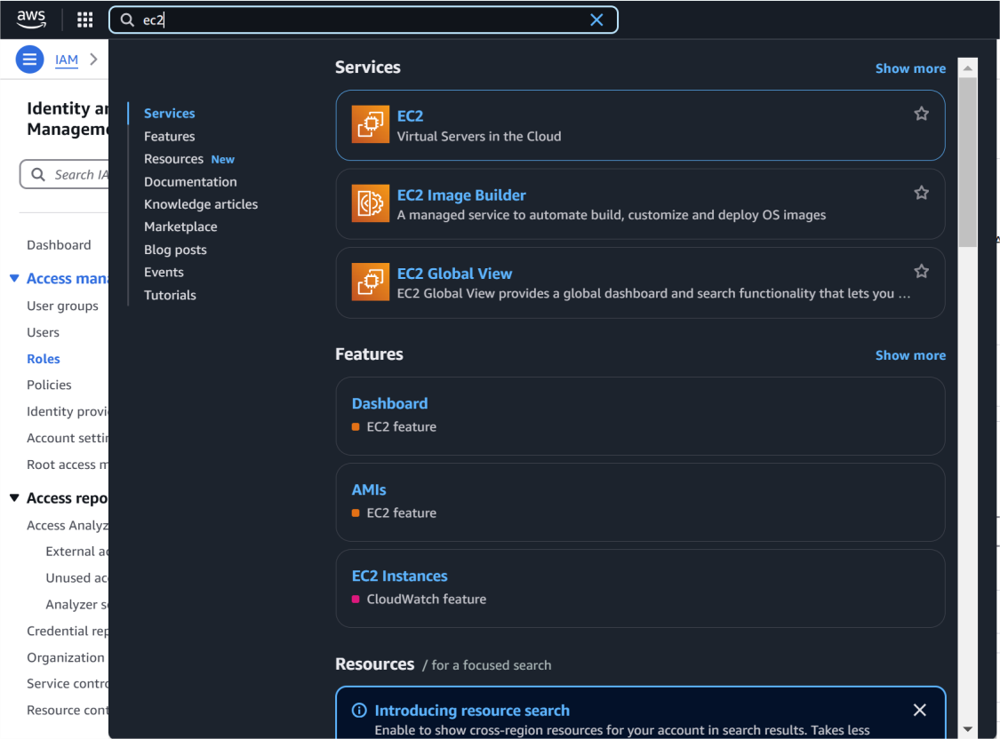 aws
ec2
IAM
Identity an
Manageme
Search IA
Dashboard
Access mana
User groups
Users
Roles
Policies
Identity provi
Account settin
Root access m
Access repo
Access Analyz
External ac
Unused acc
Analyzer se
Credential rep
Organization
Service contro
Resource cont
Services
Features
Resources New
Documentation
Knowledge articles
Marketplace
Blog posts
Events
Tutorials
Services Show more
EC2
Virtual Servers in the Cloud
EC2 Image Builder
A managed service to automate build, customize and deploy OS images
EC2 Global View
EC2 Global View provides a global dashboard and search functionality that lets you ...
Features Show more
Dashboard
EC2 feature
AMIs
EC2 feature
EC2 Instances
CloudWatch feature
Resources / for a focused search
Introducing resource search
Enable to show cross-region resources for your account in search results. Takes less